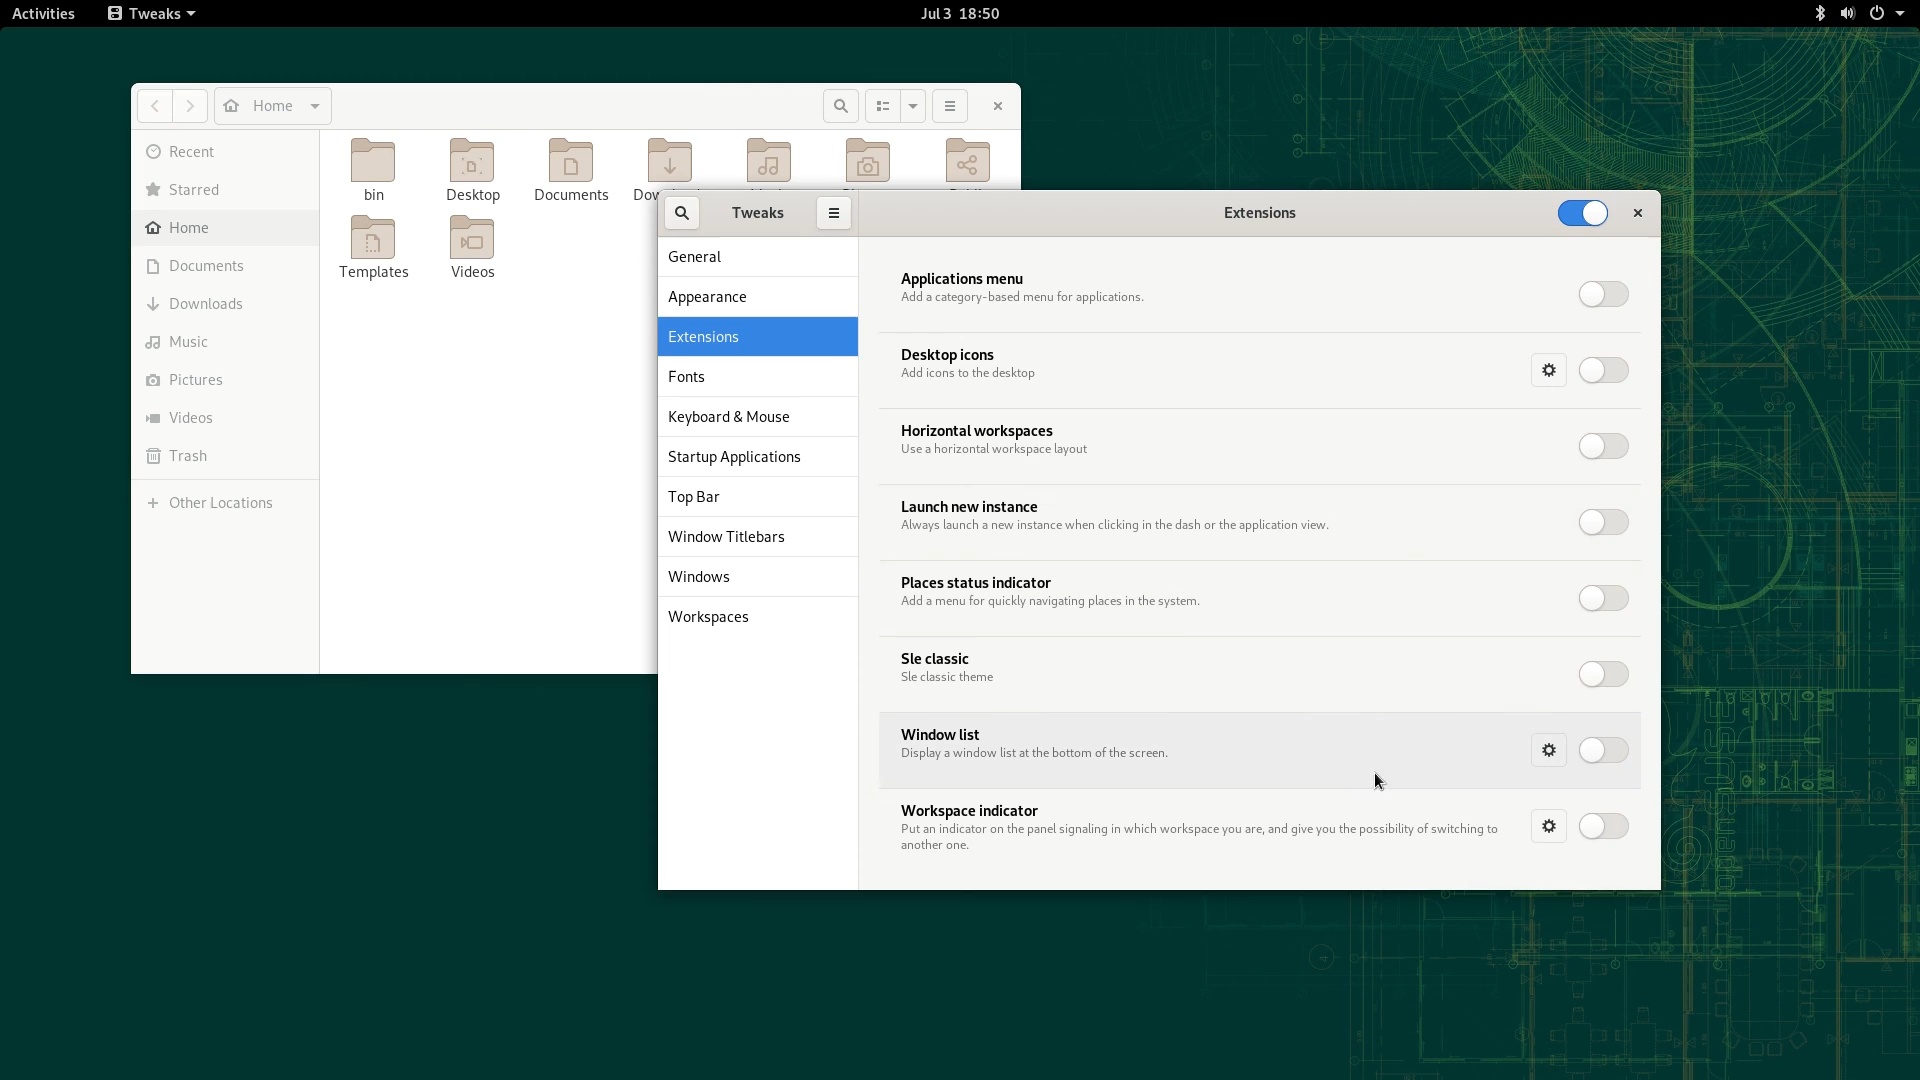 Activities
Tweaks
Jul 3 18:50
Home
Recent
Starred
Home
Documents
Downloads
Music
Pictures
Videos
Trash
Other Locations
bin
Desktop
Documents
Templates
Videos
Tweaks
Extensions
General
Appearance
Extensions
Fonts
Keyboard & Mouse
Startup Applications
Top Bar
Window Titlebars
Windows
Workspaces
Applications menu
Add a category-based menu for applications.
Desktop icons
Add icons to the desktop
Horizontal workspaces
Use a horizontal workspace layout
Launch new instance
Always launch a new instance when clicking in the dash or the application view.
Places status indicator
Add a menu for quickly navigating places in the system.
Sle classic
Sle classic theme
Window list
Display a window list at the bottom of the screen.
Workspace indicator
Put an indicator on the panel signaling in which workspace you are, and give you the possibility of switching to
another one.